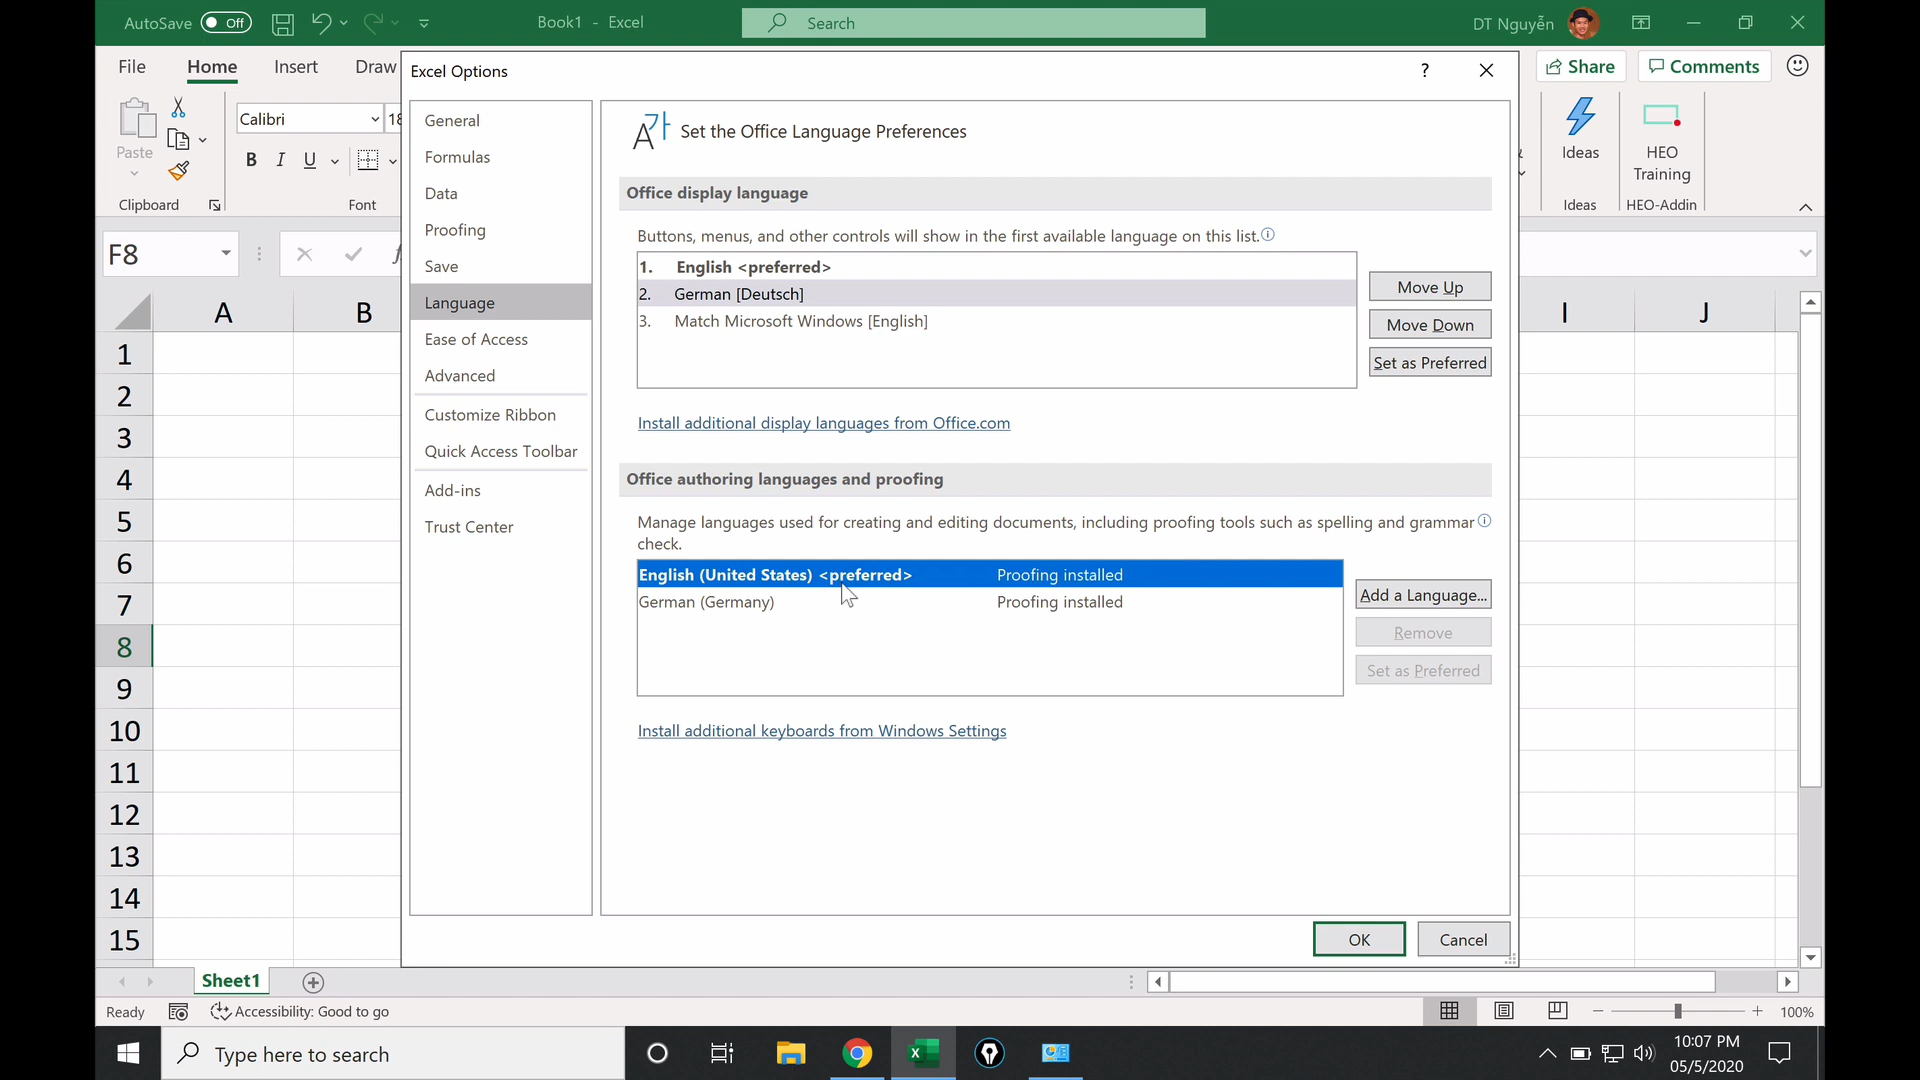 AutoSave Off
Book1 - Excel
Search
DT Nguyễn
File Home Insert Draw
Share Comments
Paste
Clipboard
Calibri
18
B I U
Font
Ideas
Ideas
HEO
Training
HEO-Addin
F8
A B I J
1
2
3
4
5
6
7
8
9
10
11
12
13
14
15
Excel Options
?
General
Formulas
Data
Proofing
Save
Language
Ease of Access
Advanced
Customize Ribbon
Quick Access Toolbar
Add-ins
Trust Center
A Set the Office Language Preferences
Office display language
Buttons, menus, and other controls will show in the first available language on this list.
1. English <preferred>
2. German [Deutsch]
3. Match Microsoft Windows [English]
Move Up
Move Down
Set as Preferred
Install additional display languages from Office.com
Office authoring languages and proofing
Manage languages used for creating and editing documents, including proofing tools such as spelling and grammar
check.
English (United States) <preferred> Proofing installed
German (Germany) Proofing installed
Add a Language...
Remove
Set as Preferred
Install additional keyboards from Windows Settings
OK Cancel
Sheet1
Ready Accessibility: Good to go
100%
Type here to search
10:07 PM
05/5/2020